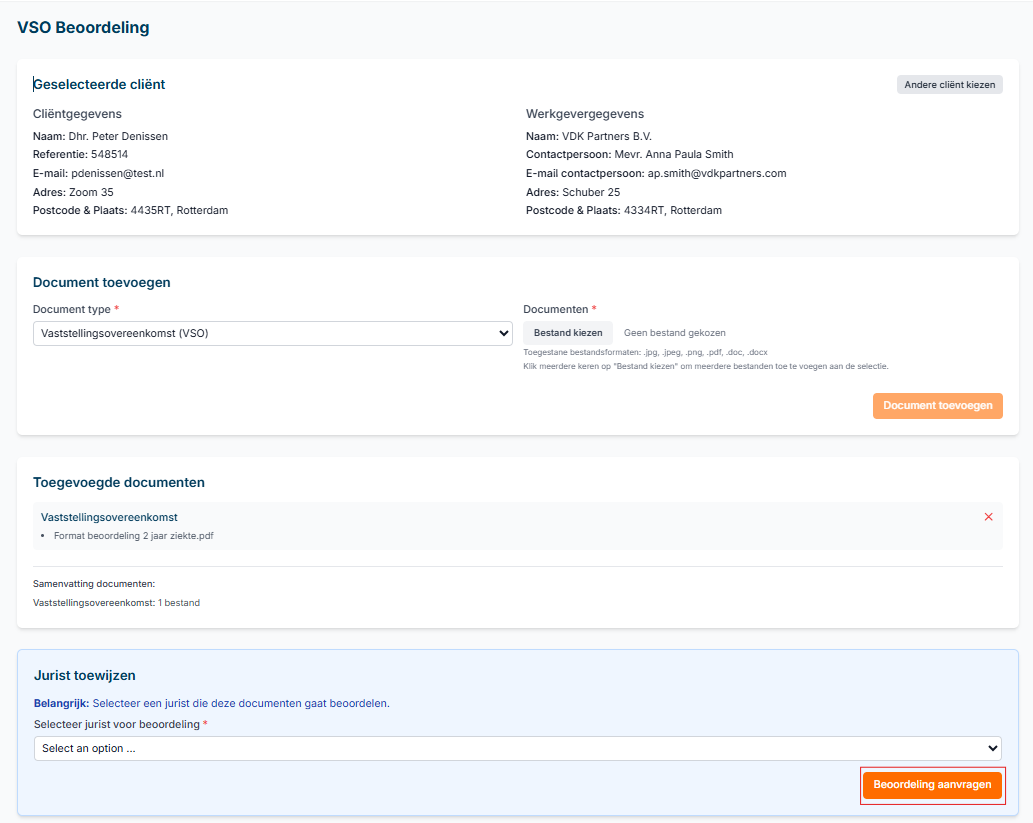 VSO Beoordeling
Geselecteerde cliënt
Andere cliënt kiezen
Cliëntgegevens
Naam: Dhr. Peter Denissen
Referentie: 548514
E-mail: pdenissen@test.nl
Adres: Zoom 35
Postcode & Plaats: 4435RT, Rotterdam
Werkgevergegevens
Naam: VDK Partners B.V.
Contactpersoon: Mevr. Anna Paula Smith
E-mail contactpersoon: ap.smith@vdkpartners.com
Adres: Schuber 25
Postcode & Plaats: 4334RT, Rotterdam
Document toevoegen
Document type *
Vaststellingsovereenkomst (VSO)
Documenten *
Bestand kiezen Geen bestand gekozen
Toegestane bestandsformaten: .jpg, .jpeg, .png, .pdf, .doc, .docx
Klik meerdere keren op "Bestand kiezen" om meerdere bestanden toe te voegen aan de selectie.
Document toevoegen
Toegevoegde documenten
Vaststellingsovereenkomst
• Format beoordeling 2 jaar ziekte.pdf
Samenvatting documenten:
Vaststellingsovereenkomst: 1 bestand
Jurist toewijzen
Belangrijk: Selecteer een jurist die deze documenten gaat beoordelen.
Selecteer jurist voor beoordeling *
Select an option ...
Beoordeling aanvragen